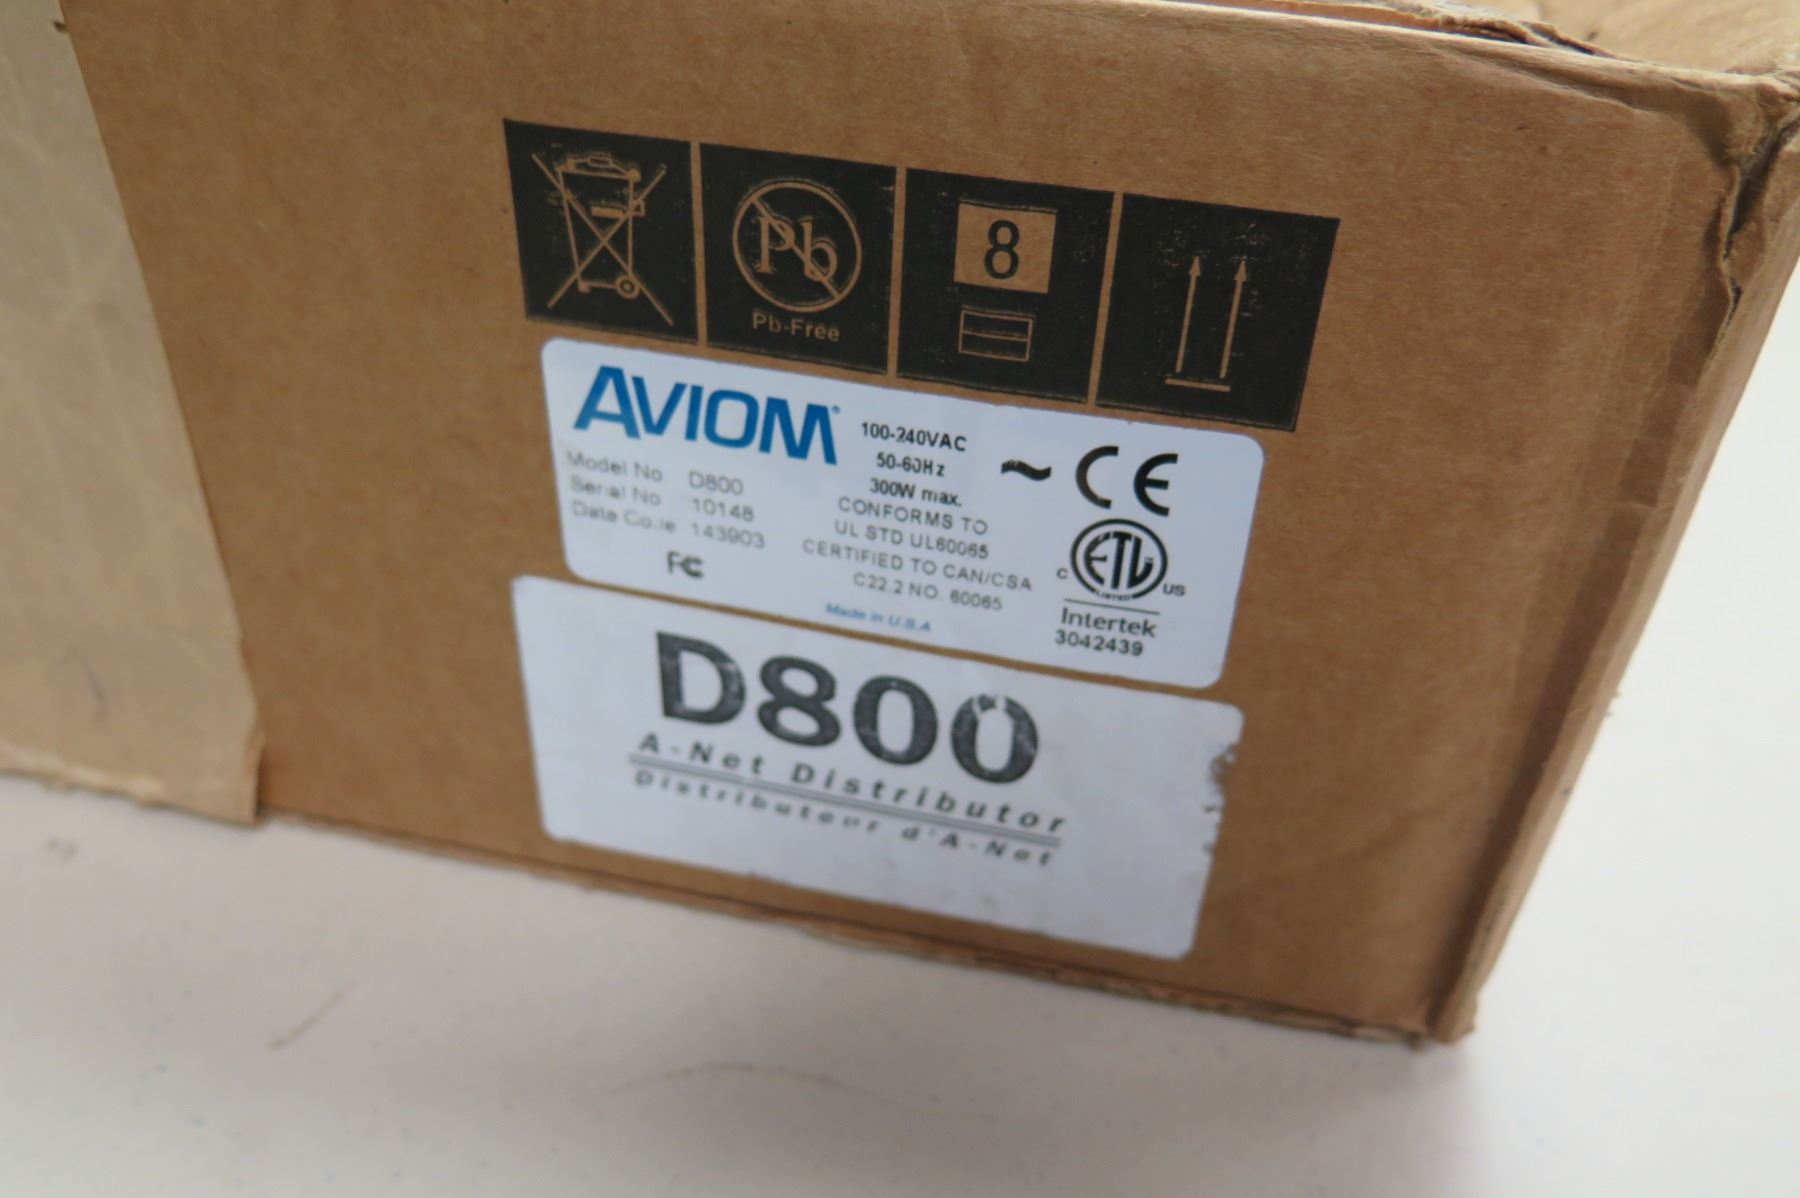 Pb
Pb-Free
8
AVIOM
Model No D800
Serial No 10148
Date Code 143903
FC
100-240VAC
50-60Hz
300W max.
CONFORMS TO
UL STD UL60065
CERTIFIED TO CAN/CSA
C22.2 NO. 60065
Made in U.S.A
CE
ETL
LISTED
C US
Intertek
3042439
D800
A-Net Distributor
Distributeur d'A-Net